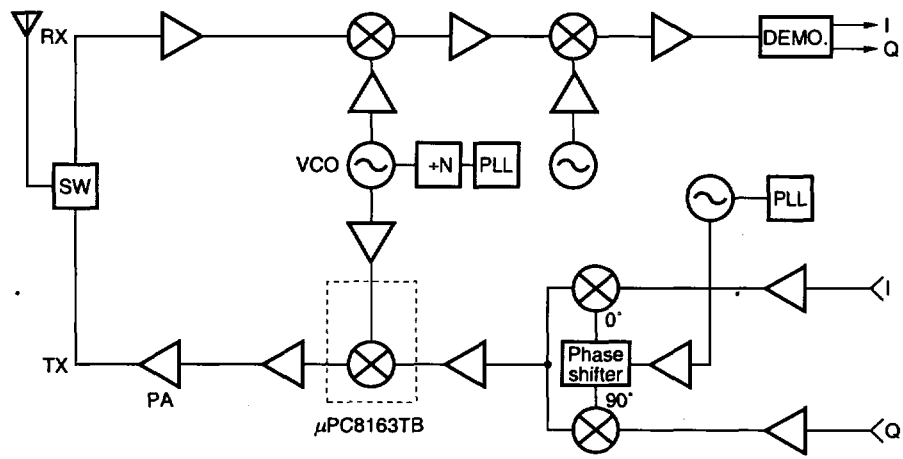 RX
DEMO.
I
Q
VCO
÷N
PLL
SW
PLL
I
0°
Phase
shifter
TX
PA
90°
μPC8163TB
Q